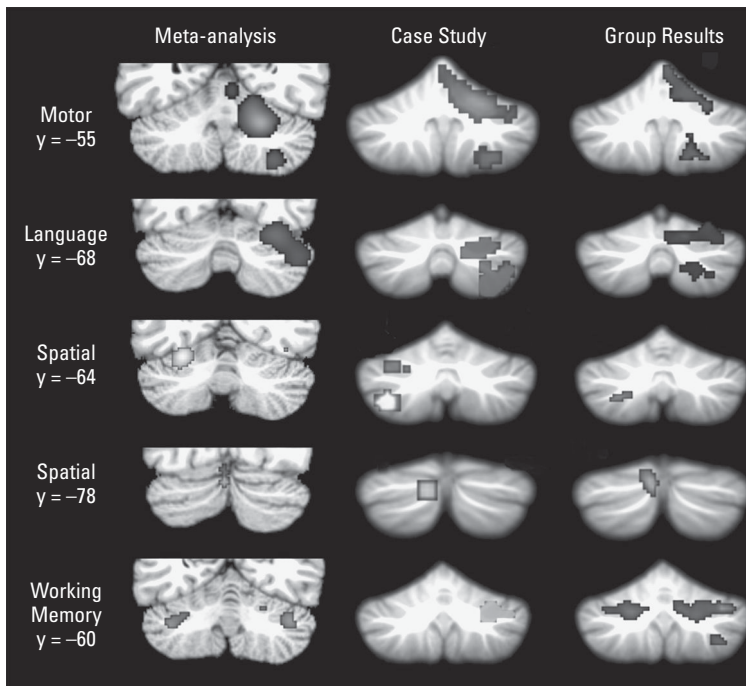 Meta-analysis Case Study Group Results
Motor
y = –55
Language
y = –68
Spatial
y = –64
Spatial
y = –78
Working
Memory
y = –60